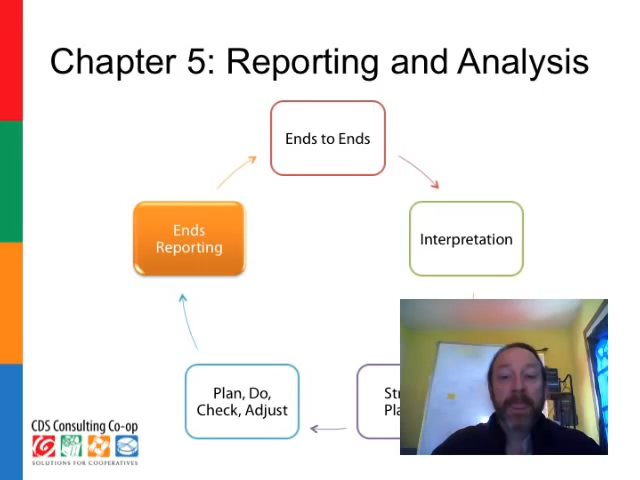 Chapter 5: Reporting and Analysis
Ends to Ends
Ends
Reporting
Interpretation
Plan, Do,
Check, Adjust
CDS Consulting Co-op
SOLUTIONS FOR COOPERATIVES